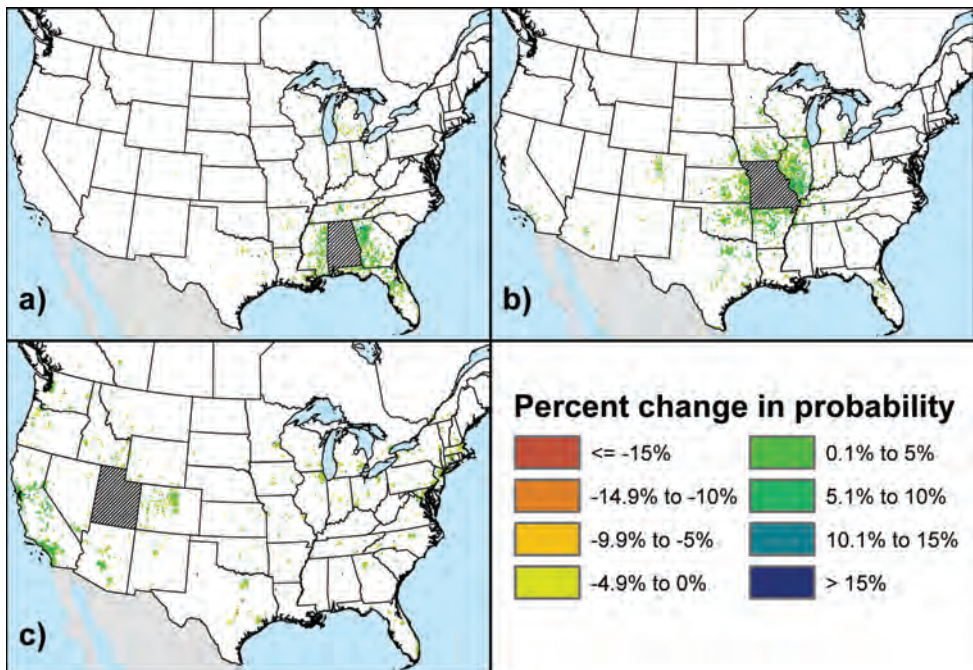 a)
b)
c)
Percent change in probability
<= -15%
-14.9% to -10%
-9.9% to -5%
-4.9% to 0%
0.1% to 5%
5.1% to 10%
10.1% to 15%
> 15%